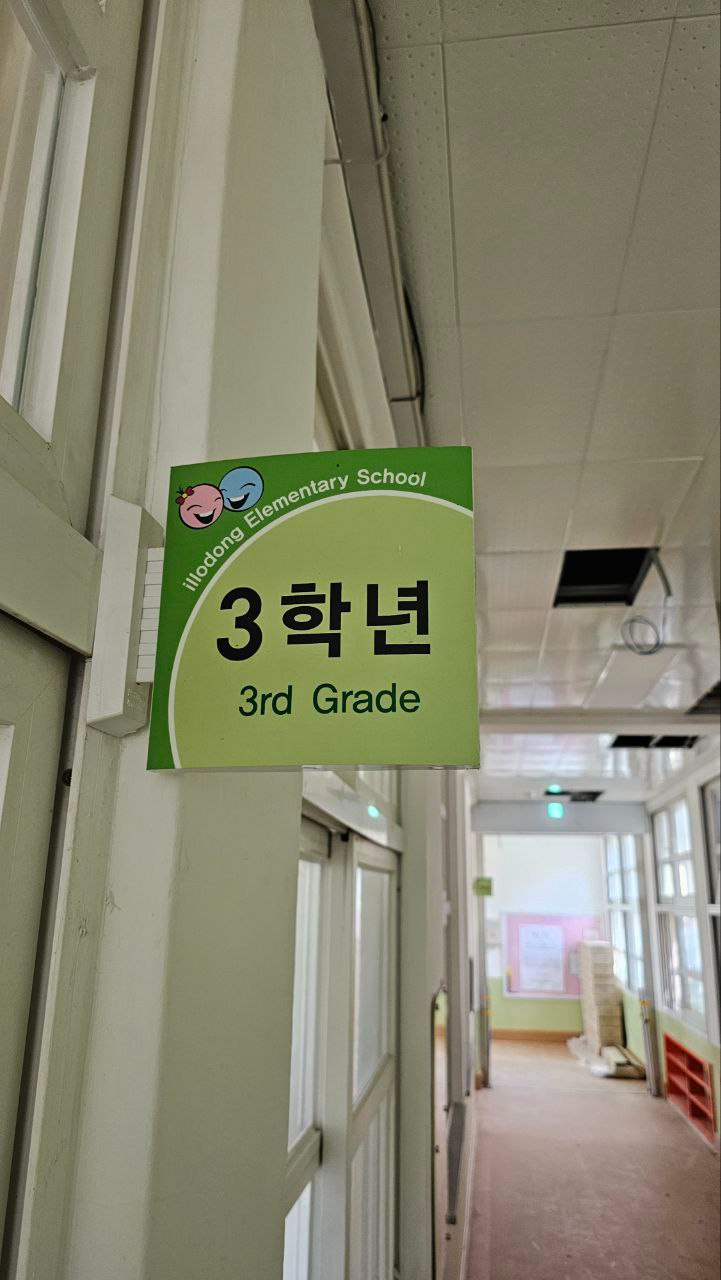 illodong Elementary School
3학년
3rd Grade